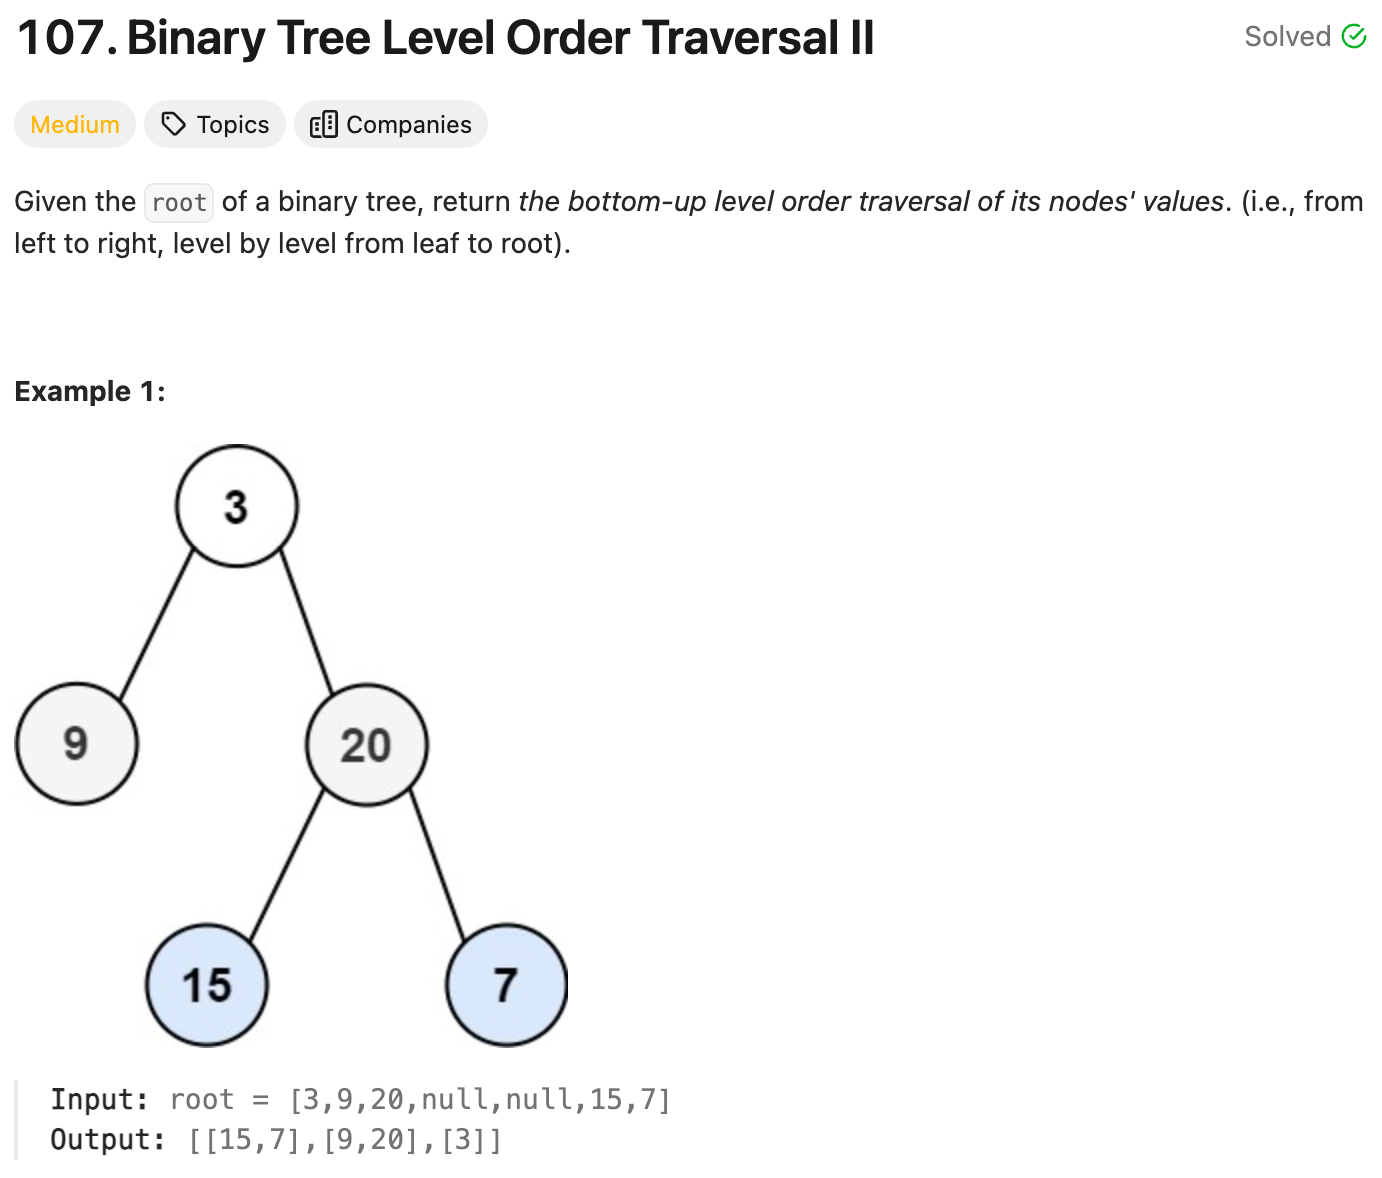 107. Binary Tree Level Order Traversal II
Solved
Medium
Topics
Companies
Given the root of a binary tree, return the bottom-up level order traversal of its nodes' values. (i.e., from
left to right, level by level from leaf to root).
Example 1:
3
9
20
15
7
Input: root = [3,9,20,null,null,15,7]
Output: [[15,7],[9,20],[3]]